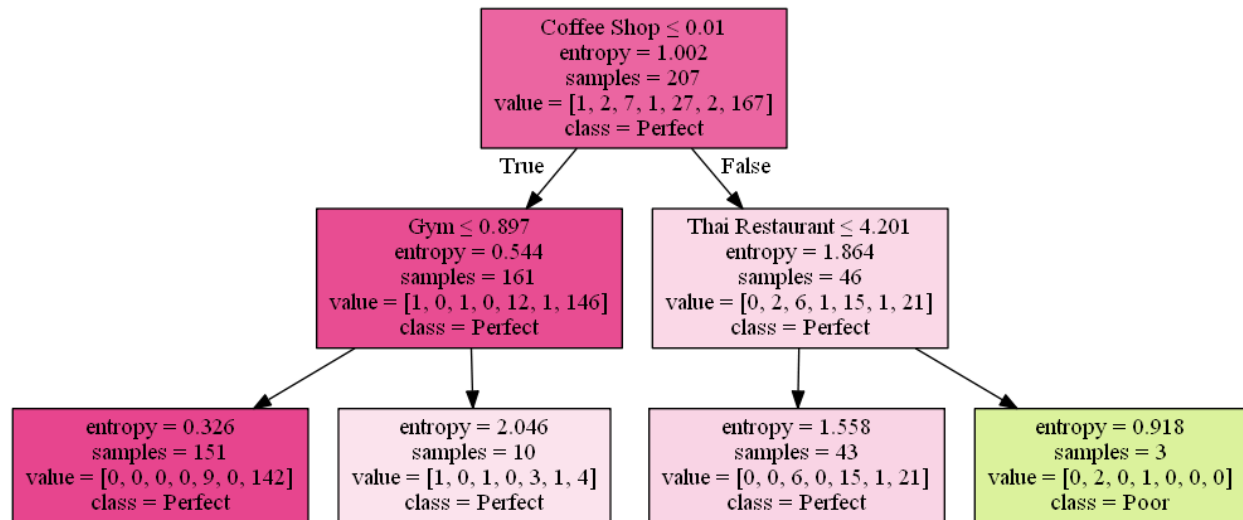 Coffee Shop ≤ 0.01
entropy = 1.002
samples = 207
value = [1, 2, 7, 1, 27, 2, 167]
class = Perfect
True
False
Gym ≤ 0.897
entropy = 0.544
samples = 161
value = [1, 0, 1, 0, 12, 1, 146]
class = Perfect
Thai Restaurant ≤ 4.201
entropy = 1.864
samples = 46
value = [0, 2, 6, 1, 15, 1, 21]
class = Perfect
entropy = 0.326
samples = 151
value = [0, 0, 0, 0, 9, 0, 142]
class = Perfect
entropy = 2.046
samples = 10
value = [1, 0, 1, 0, 3, 1, 4]
class = Perfect
entropy = 1.558
samples = 43
value = [0, 0, 6, 0, 15, 1, 21]
class = Perfect
entropy = 0.918
samples = 3
value = [0, 2, 0, 1, 0, 0, 0]
class = Poor